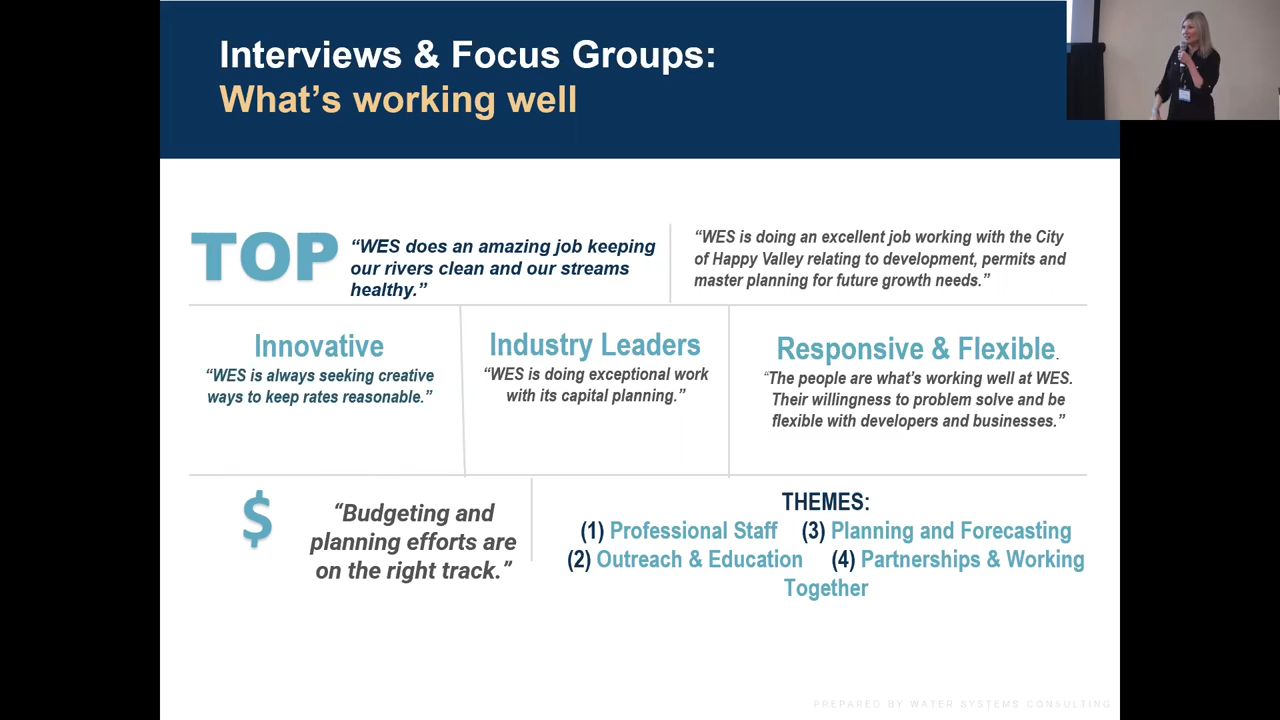 Interviews & Focus Groups:
What's working well
TOP
“WES does an amazing job keeping
our rivers clean and our streams
healthy.”
“WES is doing an excellent job working with the City
of Happy Valley relating to development, permits and
master planning for future growth needs.”
Innovative
“WES is always seeking creative
ways to keep rates reasonable.”
Industry Leaders
“WES is doing exceptional work
with its capital planning.”
Responsive & Flexible.
“The people are what's working well at WES.
Their willingness to problem solve and be
flexible with developers and businesses.”
$
“Budgeting and
planning efforts are
on the right track.”
THEMES:
(1) Professional Staff (3) Planning and Forecasting
(2) Outreach & Education (4) Partnerships & Working
Together
PREPARED BY WATER SYSTEMS CONSULTING